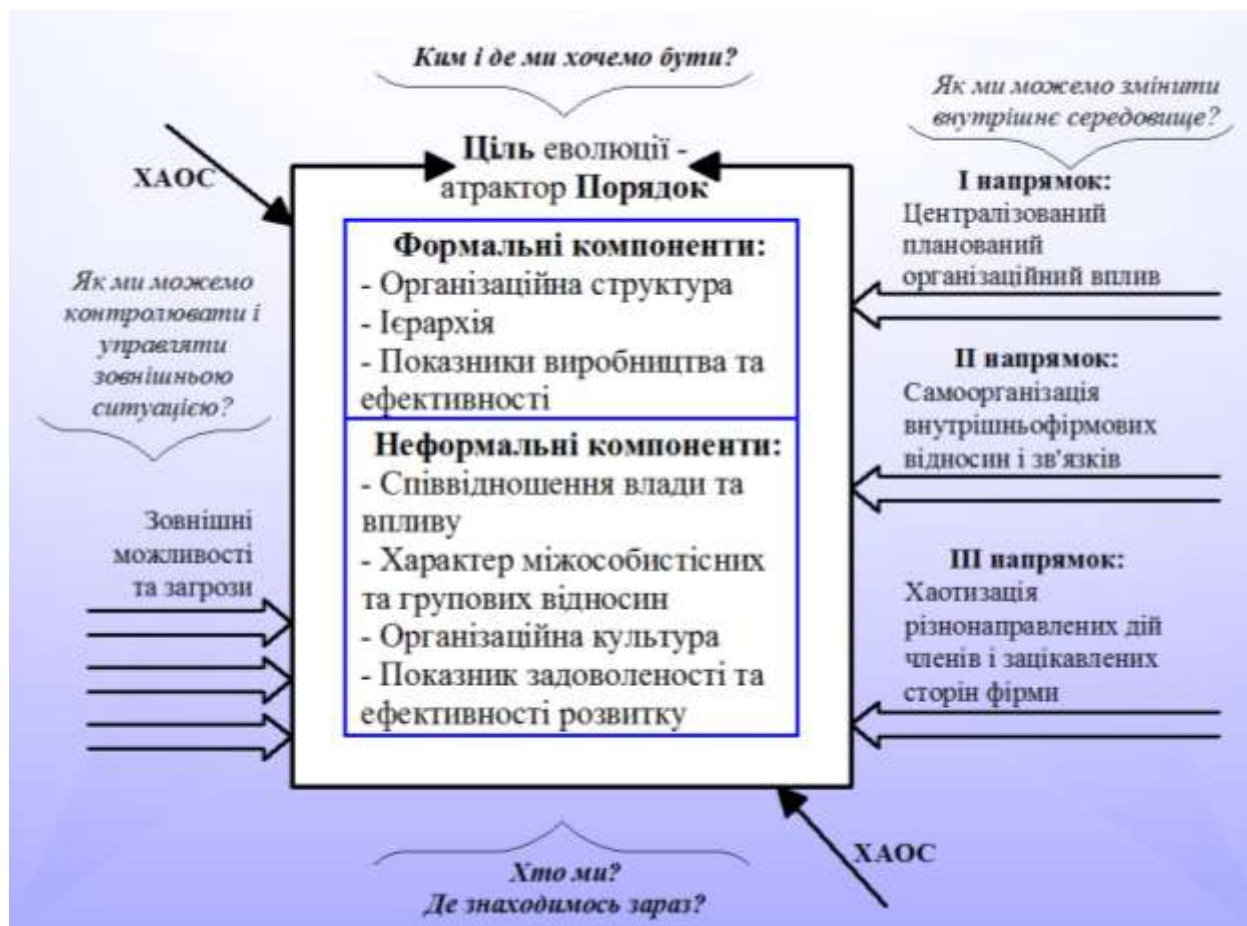 Ким і де ми хочемо бути?
Як ми можемо змінити
внутрішнє середовище?
ХАОС
Ціль еволюції -
атрактор Порядок
Формальні компоненти:
- Організаційна структура
- Ієрархія
- Показники виробництва та
ефективності
Неформальні компоненти:
- Співвідношення влади та
впливу
- Характер міжособистісних
та групових відносин
- Організаційна культура
- Показник задоволеності та
ефективності розвитку
Як ми можемо
контролювати і
управляти
зовнішньою
ситуацією?
Зовнішні
можливості
та загрози
І напрямок:
Централізований
планований
організаційний вплив
ІІ напрямок:
Самоорганізація
внутрішньофірмових
відносин і зв'язків
ІІІ напрямок:
Хаотизація
різнонаправлених дій
членів і зацікавлених
сторін фірми
ХАОС
Хто ми?
Де знаходимось зараз?